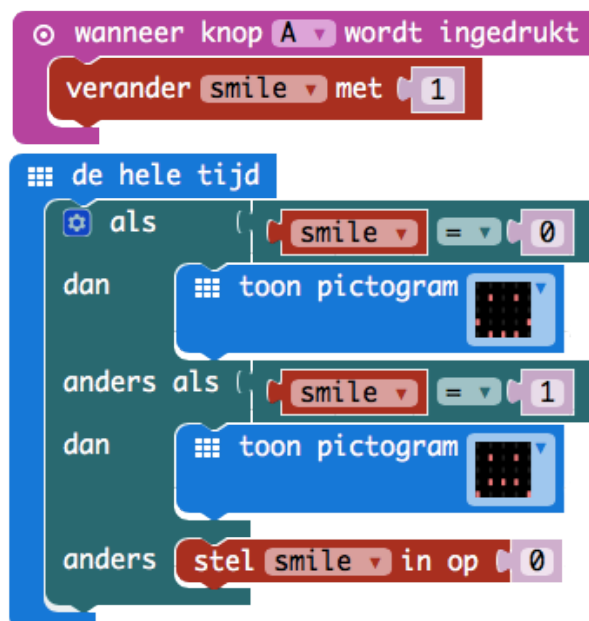 wanneer knop A wordt ingedrukt
verander smile met 1
de hele tijd
als smile = 0
dan toon pictogram
anders als smile = 1
dan toon pictogram
anders stel smile in op 0